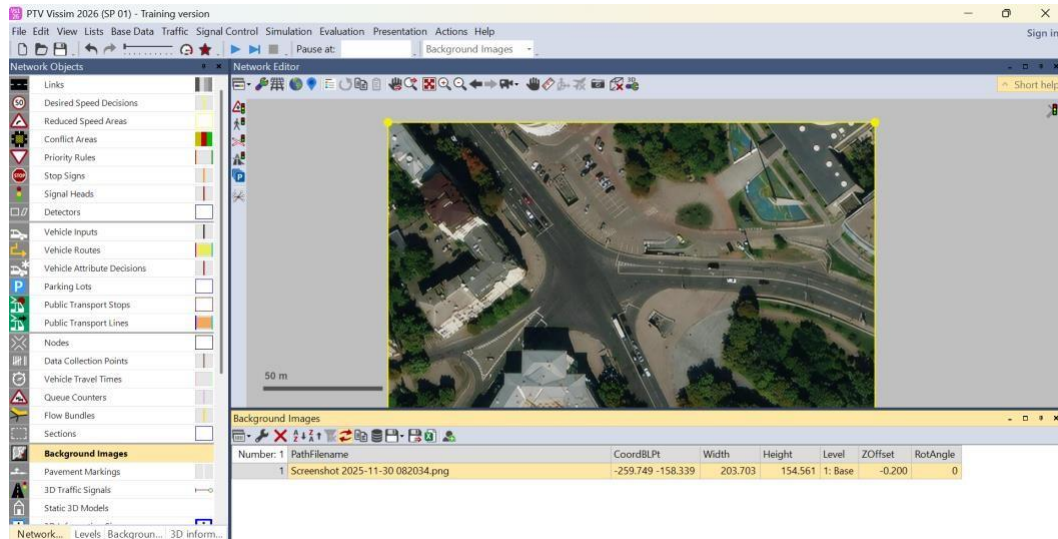 PTV Vissim 2026 (SP 01) - Training version
File Edit View Lists Base Data Traffic Signal Control Simulation Evaluation Presentation Actions Help
Sign in
Pause at: Background Images
Network Objects
Network Editor
Short help
Links
50 Desired Speed Decisions
Reduced Speed Areas
Conflict Areas
Priority Rules
STOP Stop Signs
Signal Heads
Detectors
Vehicle Inputs
Vehicle Routes
Vehicle Attribute Decisions
P Parking Lots
Public Transport Stops
Public Transport Lines
Nodes
Data Collection Points
Vehicle Travel Times
Queue Counters
Flow Bundles
Sections
Background Images
Pavement Markings
3D Traffic Signals
Static 3D Models
Network... Levels Backgroun... 3D inform...
50 m
Background Images
Number: 1 PathFilename CoordBLPt Width Height Level ZOffset RotAngle
1 Screenshot 2025-11-30 082034.png -259.749 -158.339 203.703 154.561 1: Base -0.200 0